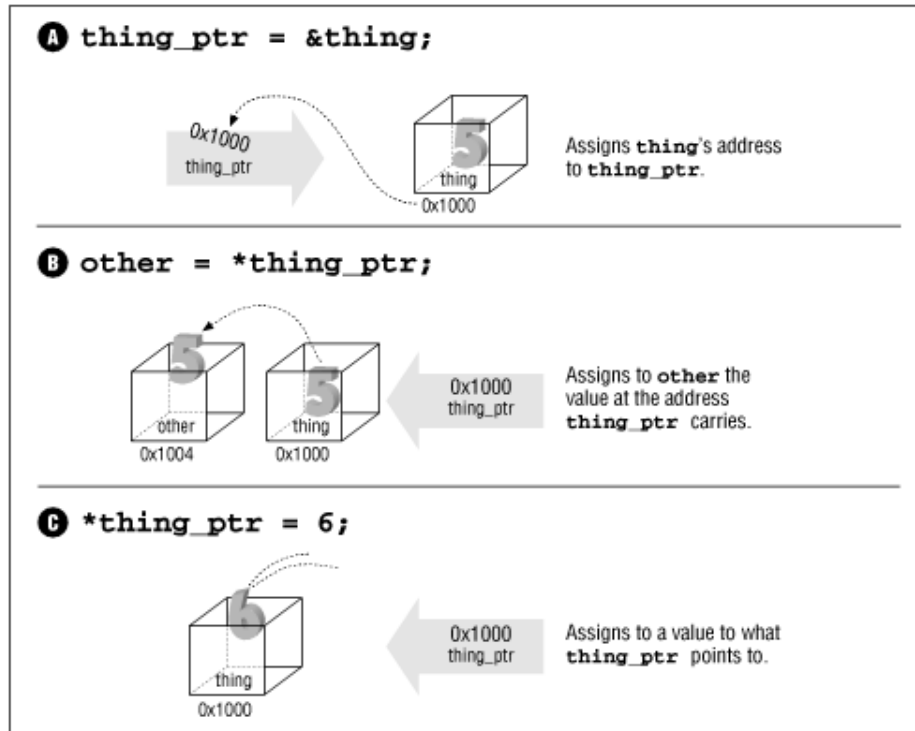 A thing_ptr = &thing;
0x1000
thing_ptr
5
thing
0x1000
Assigns thing's address
to thing_ptr.
B other = *thing_ptr;
5
other
0x1004
5
thing
0x1000
0x1000
thing_ptr
Assigns to other the
value at the address
thing_ptr carries.
C *thing_ptr = 6;
6
thing
0x1000
0x1000
thing_ptr
Assigns to a value to what
thing_ptr points to.